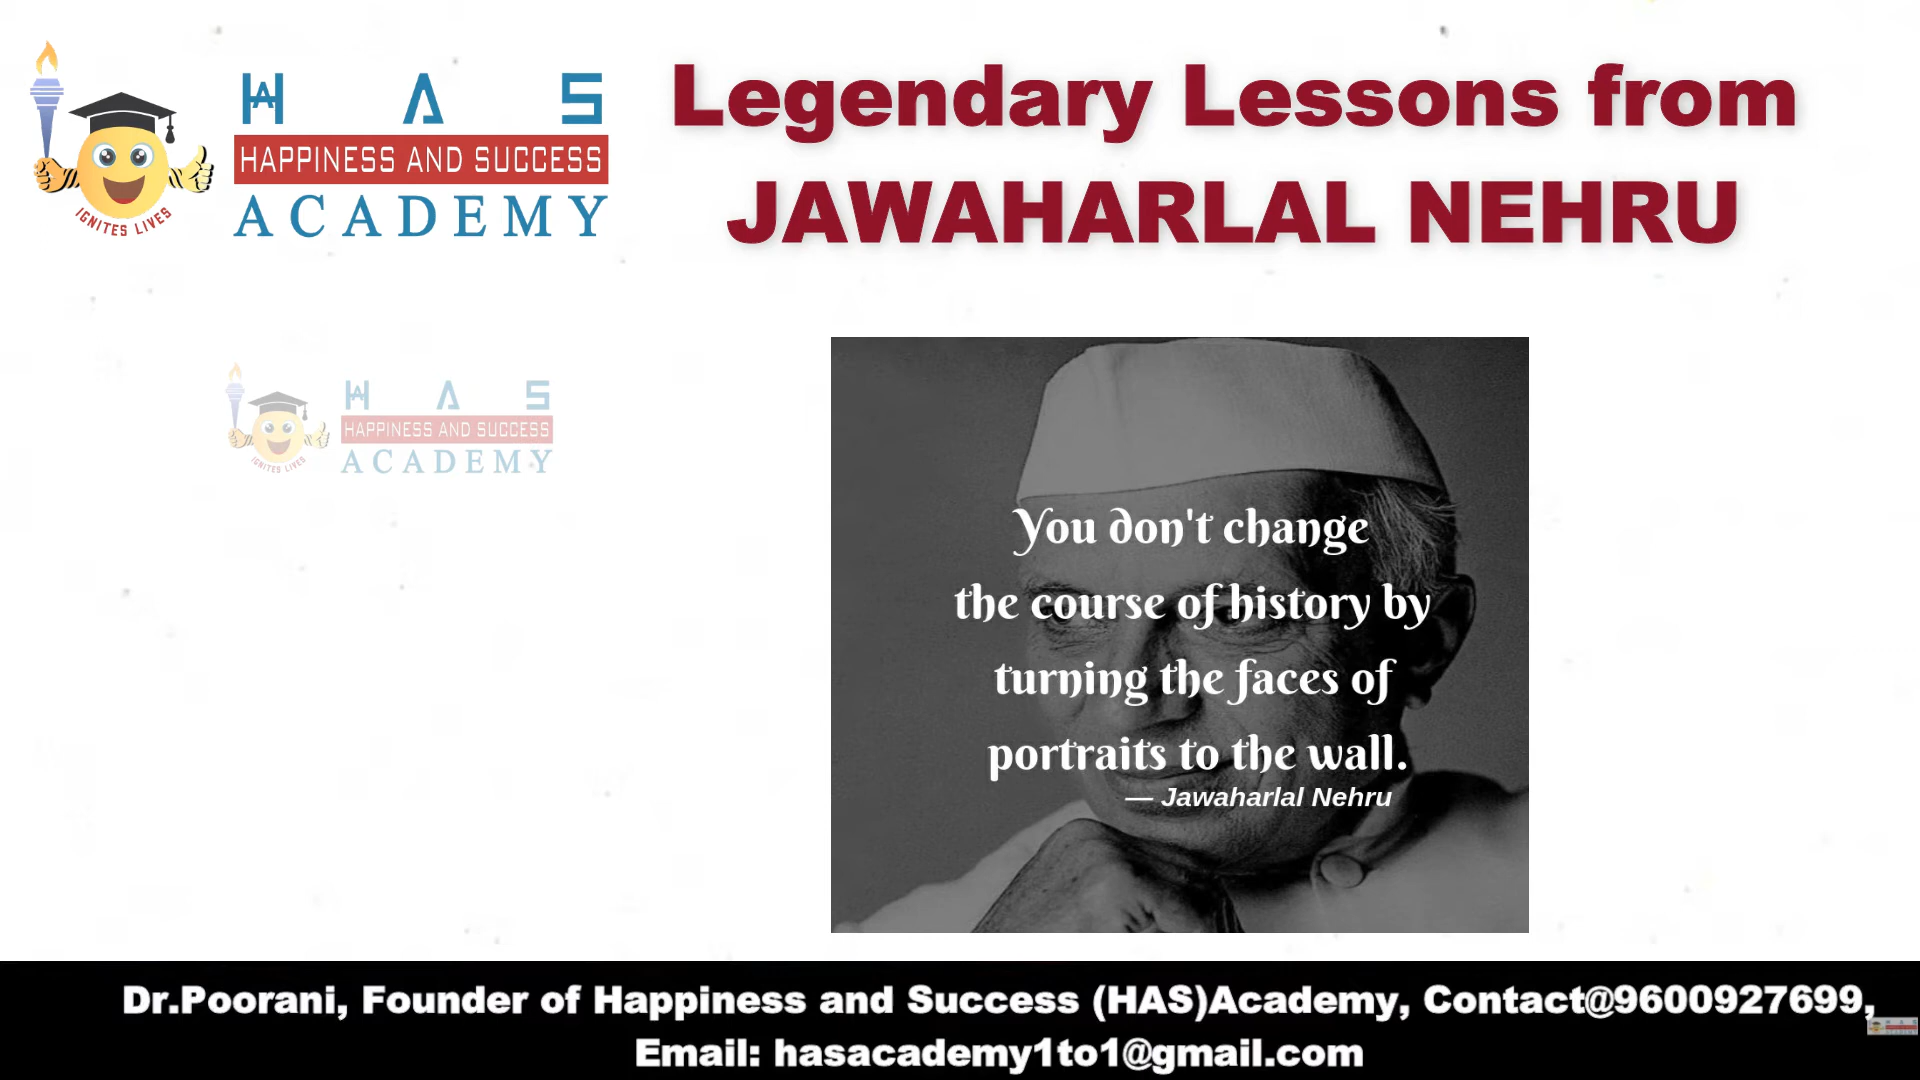 HAS
HAPPINESS AND SUCCESS
ACADEMY
IGNITES LIVES
Legendary Lessons from
JAWAHARLAL NEHRU
HAS
HAPPINESS AND SUCCESS
ACADEMY
IGNITES LIVES
You don't change
the course of history by
turning the faces of
portraits to the wall.
— Jawaharlal Nehru
Dr.Poorani, Founder of Happiness and Success (HAS)Academy, Contact@9600927699,
Email: hasacademy1to1@gmail.com